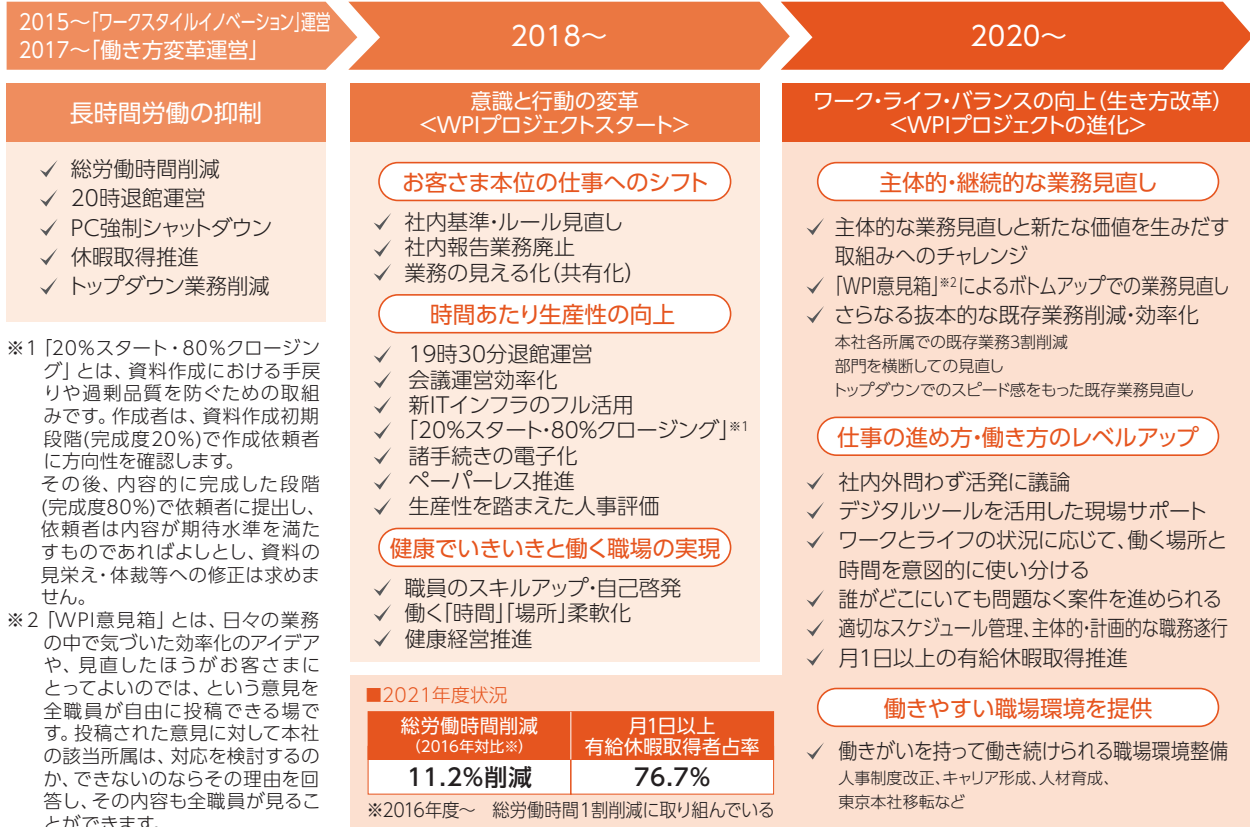 2015～「ワークスタイルイノベーション」運営
2017～「働き方変革運営」
長時間労働の抑制
✓ 総労働時間削減
✓ 20時退館運営
✓ PC強制シャットダウン
✓ 休暇取得推進
✓ トップダウン業務削減
※1「20%スタート・80%クロージン
グ」とは、資料作成における手戻
りや過剰品質を防ぐための取組
みです。作成者は、資料作成初期
段階(完成度20%)で作成依頼者
に方向性を確認します。
その後、内容的に完成した段階
(完成度80%)で依頼者に提出し、
依頼者は内容が期待水準を満た
すものであればよしとし、資料の
見栄え・体裁等への修正は求めま
せん。
※2「WPI意見箱」とは、日々の業務
の中で気づいた効率化のアイデア
や、見直したほうがお客さまに
とってよいのでは、という意見を
全職員が自由に投稿できる場で
す。投稿された意見に対して本社
の該当所属は、対応を検討するの
か、できないのならその理由を回
答し、その内容も全職員が見るこ
とができます。
2018～
意識と行動の変革
<WPIプロジェクトスタート>
お客さま本位の仕事へのシフト
✓ 社内基準・ルール見直し
✓ 社内報告業務廃止
✓ 業務の見える化(共有化)
時間あたり生産性の向上
✓ 19時30分退館運営
✓ 会議運営効率化
✓ 新ITインフラのフル活用
✓ 「20%スタート・80%クロージング」※1
✓ 諸手続きの電子化
✓ ペーパーレス推進
✓ 生産性を踏まえた人事評価
健康でいきいきと働く職場の実現
✓ 職員のスキルアップ・自己啓発
✓ 働く「時間」「場所」柔軟化
✓ 健康経営推進
■2021年度状況
総労働時間削減 月1日以上
(2016年対比※) 有給休暇取得者占率
11.2%削減 76.7%
※2016年度～ 総労働時間1割削減に取り組んでいる
2020～
ワーク・ライフ・バランスの向上(生き方改革)
<WPIプロジェクトの進化>
主体的・継続的な業務見直し
✓ 主体的な業務見直しと新たな価値を生みだす
取組みへのチャレンジ
✓ 「WPI意見箱」※2によるボトムアップでの業務見直し
✓ さらなる抜本的な既存業務削減・効率化
本社各所属での既存業務3割削減
部門を横断しての見直し
トップダウンでのスピード感をもった既存業務見直し
仕事の進め方・働き方のレベルアップ
✓ 社内外問わず活発に議論
✓ デジタルツールを活用した現場サポート
✓ ワークとライフの状況に応じて、働く場所と
時間を意図的に使い分ける
✓ 誰がどこにいても問題なく案件を進められる
✓ 適切なスケジュール管理、主体的・計画的な職務遂行
✓ 月1日以上の有給休暇取得推進
働きやすい職場環境を提供
✓ 働きがいを持って働き続けられる職場環境整備
人事制度改正、キャリア形成、人材育成、
東京本社移転など